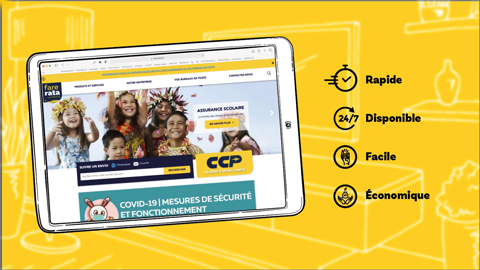 fare
rata
PRODUITS ET SERVICES
NOTRE ENTREPRISE
VOS BUREAUX DE POSTE
CONTACTEZ-NOUS
ASSURANCE SCOLAIRE
EN SAVOIR PLUS
SUIVRE UN ENVOI
RECHERCHER
CCP
COVID-19 | MESURES DE SÉCURITÉ
ET FONCTIONNEMENT
Rapide
24/7
Disponible
Facile
Économique